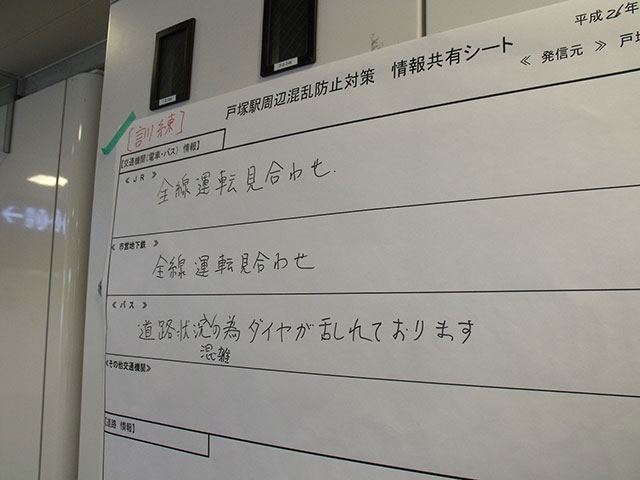 平成26年
戸塚駅周辺混乱防止対策 情報共有シート
≪ 発信元 ≫ 戸塚
[訓練]
【交通機関(電車・バス) 情報】
≪ JR ≫
全線運転見合わせ.
≪ 市営地下鉄 ≫
全線運転見合わせ
≪ バス ≫
道路状況の為ダイヤが乱れております
混雑
≪その他交通機関≫
【道路 情報】